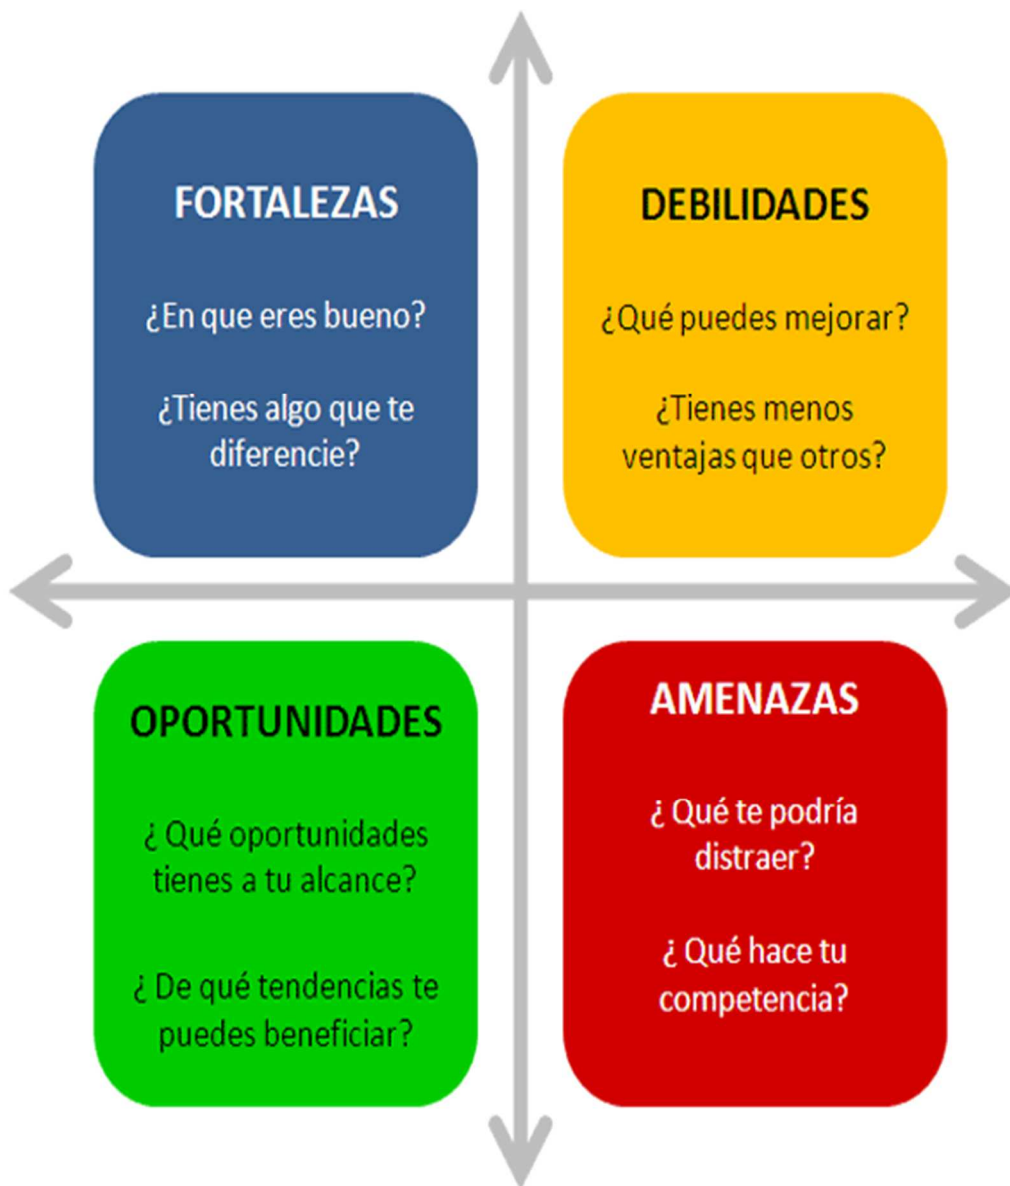 FORTALEZAS
¿En que eres bueno?
¿Tienes algo que te
diferencie?
DEBILIDADES
¿Qué puedes mejorar?
¿Tienes menos
ventajas que otros?
OPORTUNIDADES
¿ Qué oportunidades
tienes a tu alcance?
¿ De qué tendencias te
puedes beneficiar?
AMENAZAS
¿ Qué te podría
distraer?
¿ Qué hace tu
competencia?